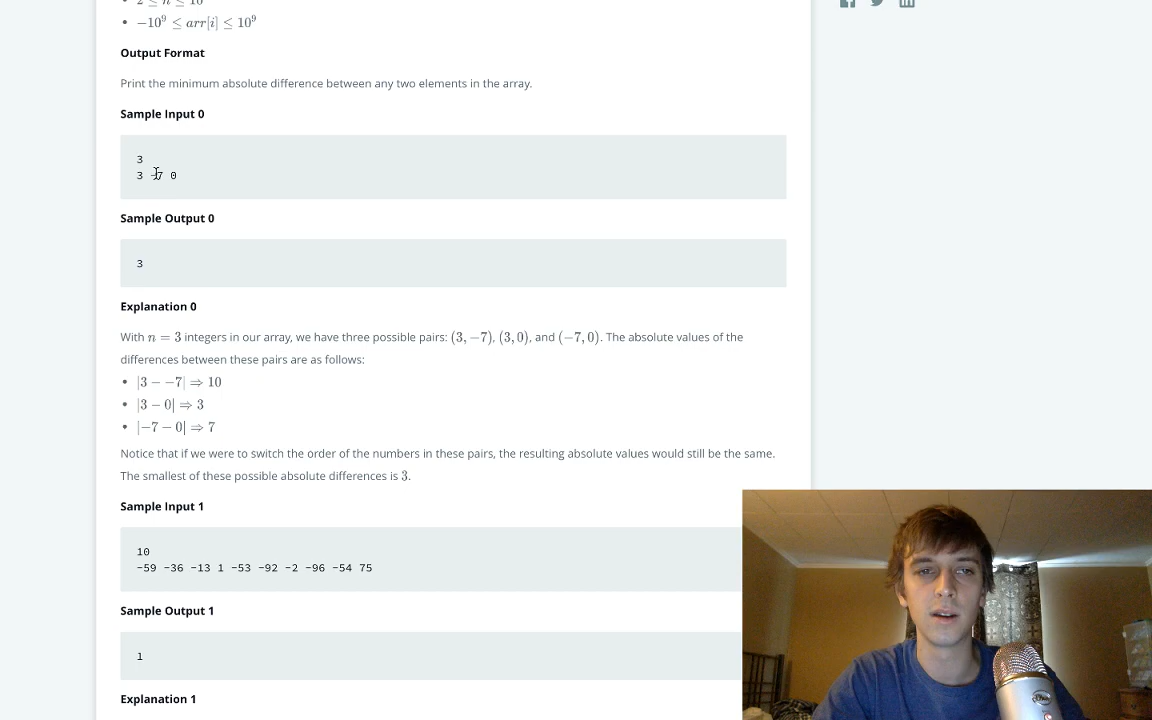 • −10⁹ ≤ arr[i] ≤ 10⁹
Output Format
Print the minimum absolute difference between any two elements in the array.
Sample Input 0
3
3 -7 0
Sample Output 0
3
Explanation 0
With n = 3 integers in our array, we have three possible pairs: (3, −7), (3, 0), and (−7, 0). The absolute values of the
differences between these pairs are as follows:
• |3 − −7| ⇒ 10
• |3 − 0| ⇒ 3
• |−7 − 0| ⇒ 7
Notice that if we were to switch the order of the numbers in these pairs, the resulting absolute values would still be the same.
The smallest of these possible absolute differences is 3.
Sample Input 1
10
-59 -36 -13 1 -53 -92 -2 -96 -54 75
Sample Output 1
1
Explanation 1